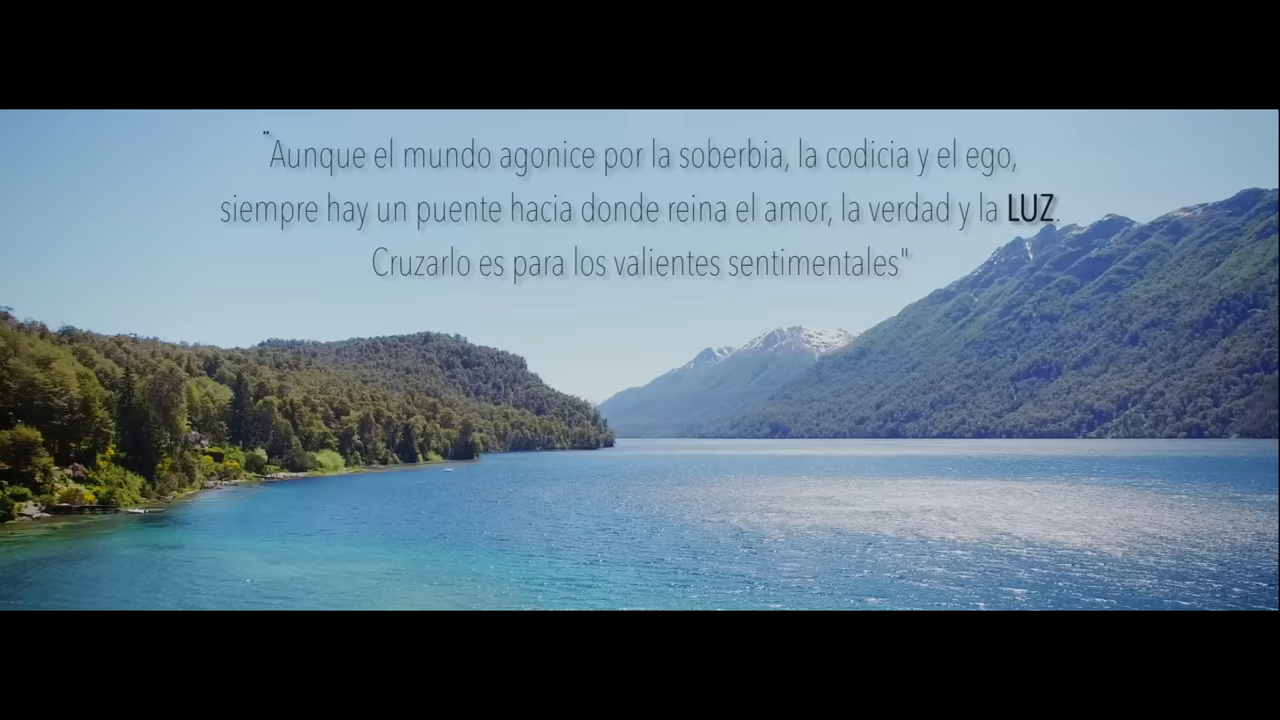 "Aunque el mundo agonice por la soberbia, la codicia y el ego,
siempre hay un puente hacia donde reina el amor, la verdad y la LUZ.
Cruzarlo es para los valientes sentimentales"